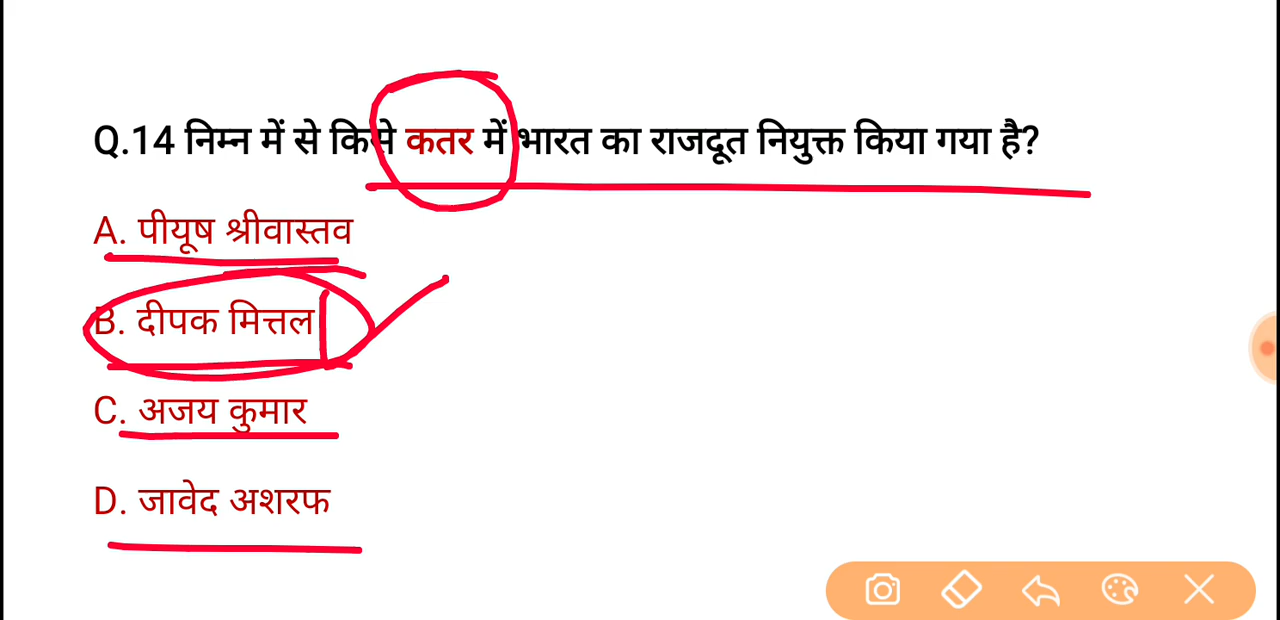 Q.14 निम्न में से किसे कतर में भारत का राजदूत नियुक्त किया गया है?
A. पीयूष श्रीवास्तव
B. दीपक मित्तल
C. अजय कुमार
D. जावेद अशरफ